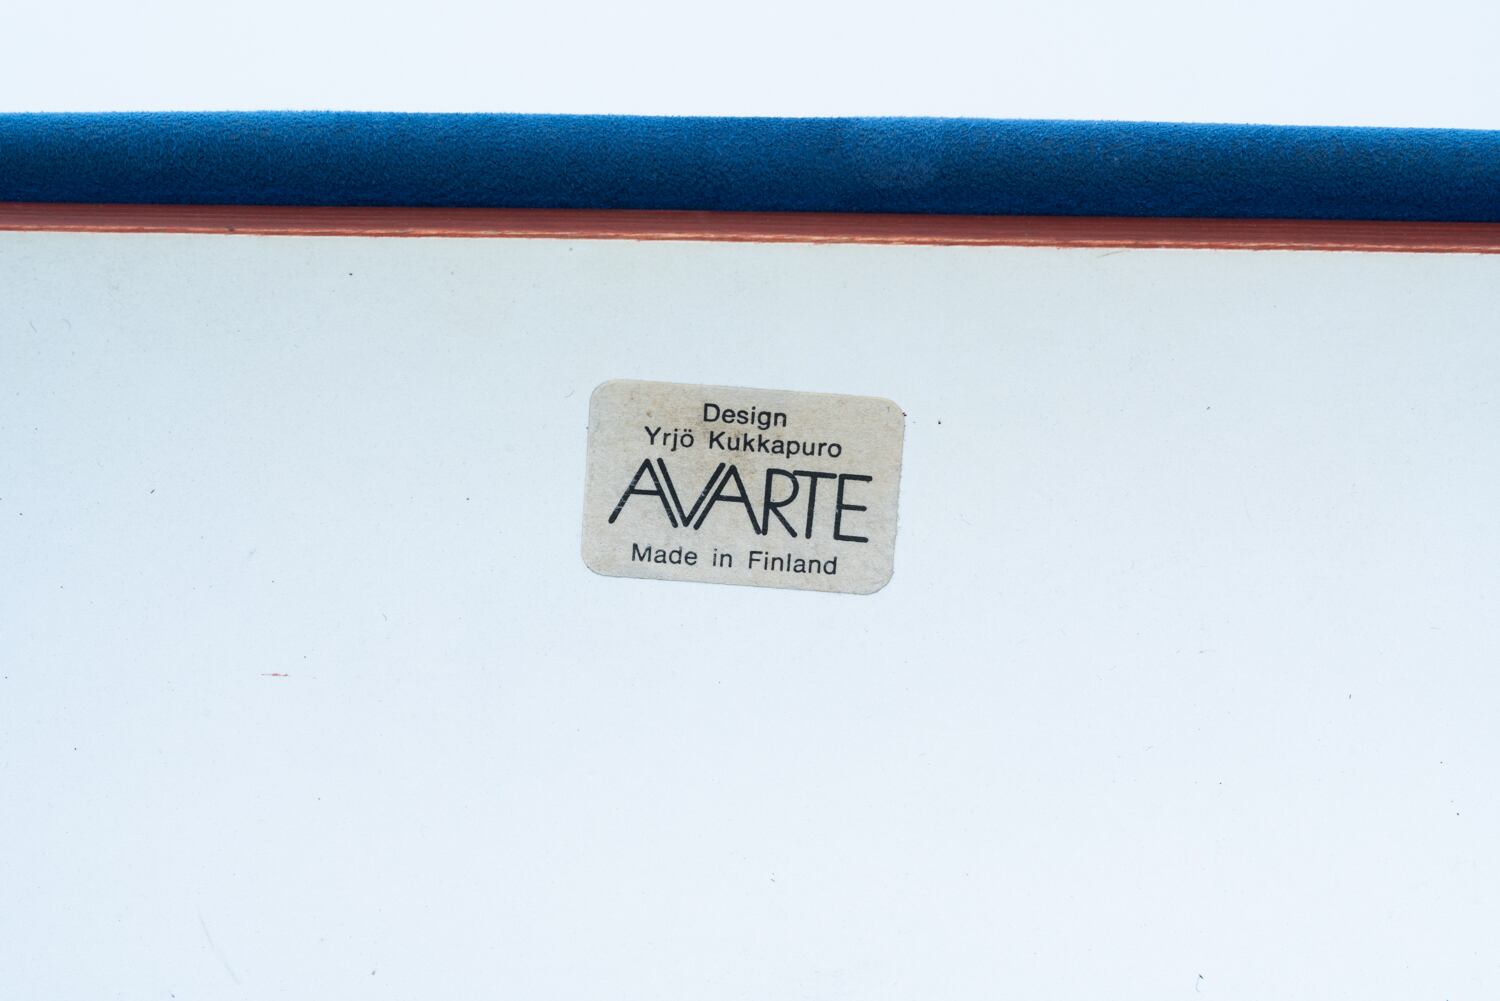 Design
Yrjö Kukkapuro
AVARTE
Made in Finland